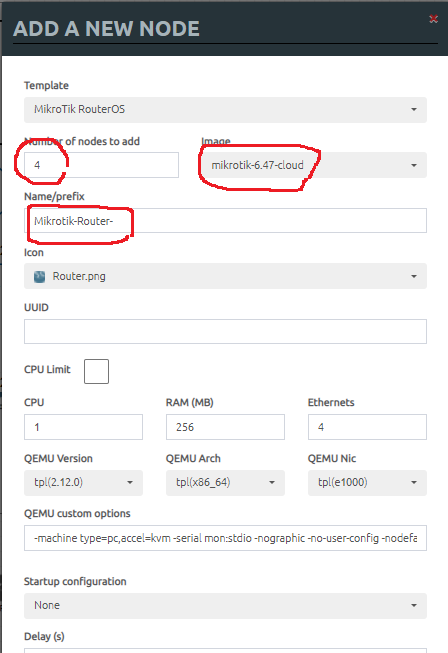 ADD A NEW NODE
Template
MikroTik RouterOS
Number of nodes to add Image
4 mikrotik-6.47-cloud
Name/prefix
Mikrotik-Router-
Icon
Router.png
UUID
CPU Limit
CPU RAM (MB) Ethernets
1 256 4
QEMU Version QEMU Arch QEMU Nic
tpl(2.12.0) tpl(x86_64) tpl(e1000)
QEMU custom options
-machine type=pc,accel=kvm -serial mon:stdio -nographic -no-user-config -nodefa
Startup configuration
None
Delay (s)